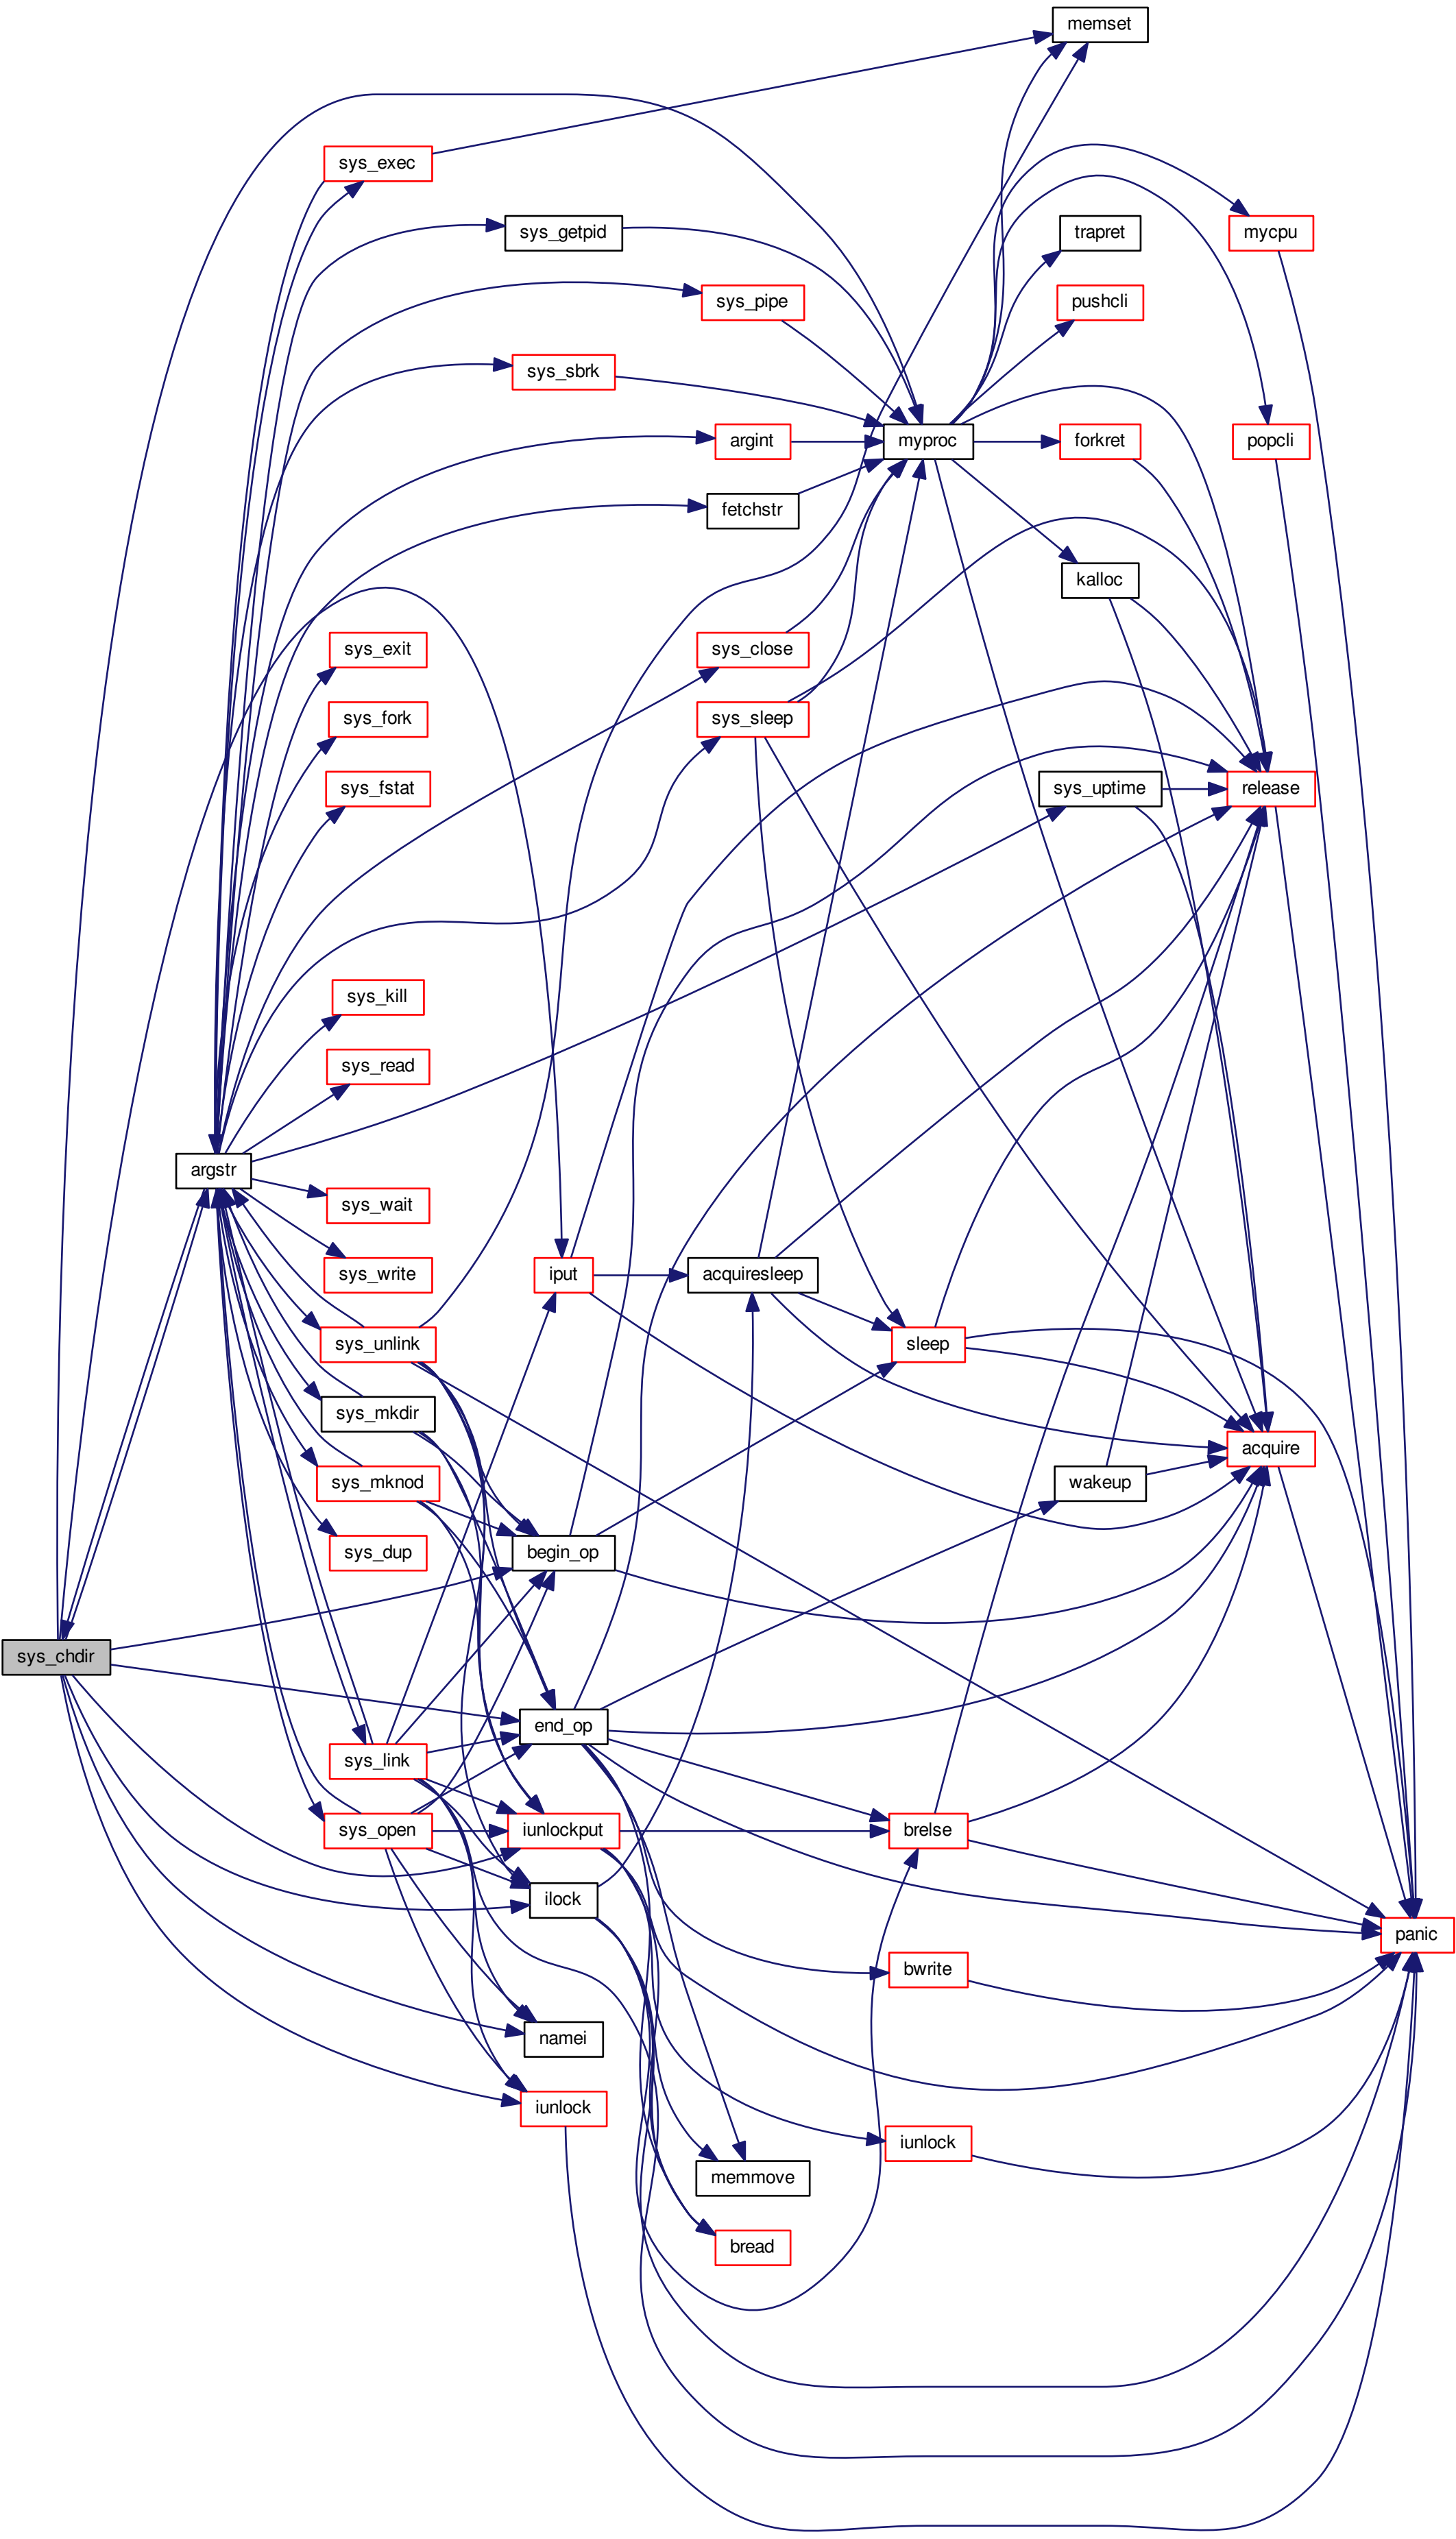 memset
sys_exec
sys_getpid
mycpu
trapret
sys_pipe
pushcli
sys_sbrk
argint
myproc
forkret
popcli
fetchstr
kalloc
sys_exit
sys_close
sys_fork
sys_sleep
sys_fstat
sys_uptime
release
sys_kill
sys_read
argstr
sys_wait
sys_write
iput
acquiresleep
sys_unlink
sleep
sys_mkdir
acquire
sys_mknod
wakeup
sys_dup
begin_op
sys_chdir
end_op
sys_link
sys_open
iunlockput
brelse
ilock
panic
bwrite
namei
iunlock
iunlock
memmove
bread